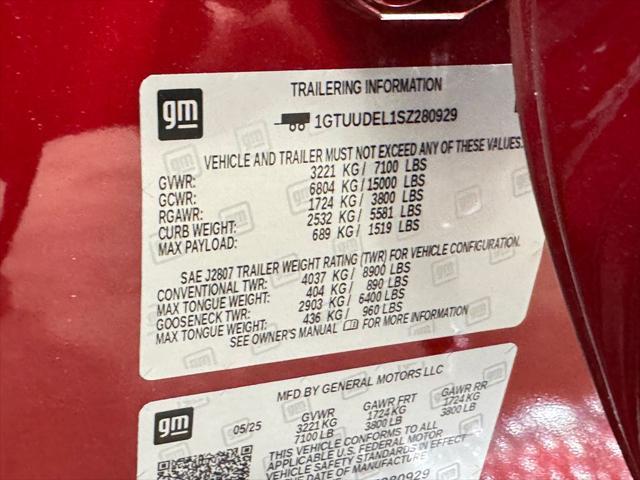 gm
TRAILERING INFORMATION
1GTUUDEL1SZ280929
VEHICLE AND TRAILER MUST NOT EXCEED ANY OF THESE VALUES.
GVWR: 3221 KG / 7100 LBS
GCWR: 6804 KG / 15000 LBS
RGAWR: 1724 KG / 3800 LBS
CURB WEIGHT: 2532 KG / 5581 LBS
MAX PAYLOAD: 689 KG / 1519 LBS
SAE J2807 TRAILER WEIGHT RATING (TWR) FOR VEHICLE CONFIGURATION.
CONVENTIONAL TWR: 4037 KG / 8900 LBS
MAX TONGUE WEIGHT: 404 KG / 890 LBS
GOOSENECK TWR: 2903 KG / 6400 LBS
MAX TONGUE WEIGHT: 436 KG / 960 LBS
SEE OWNER'S MANUAL FOR MORE INFORMATION
gm
MFD BY GENERAL MOTORS LLC
05/25 GVWR GAWR FRT GAWR RR
3221 KG 1724 KG 1724 KG
7100 LB 3800 LB 3800 LB
THIS VEHICLE CONFORMS TO ALL
APPLICABLE U.S. FEDERAL MOTOR
VEHICLE SAFETY STANDARDS IN EFFECT
DATE OF MANUFACTURE
280929